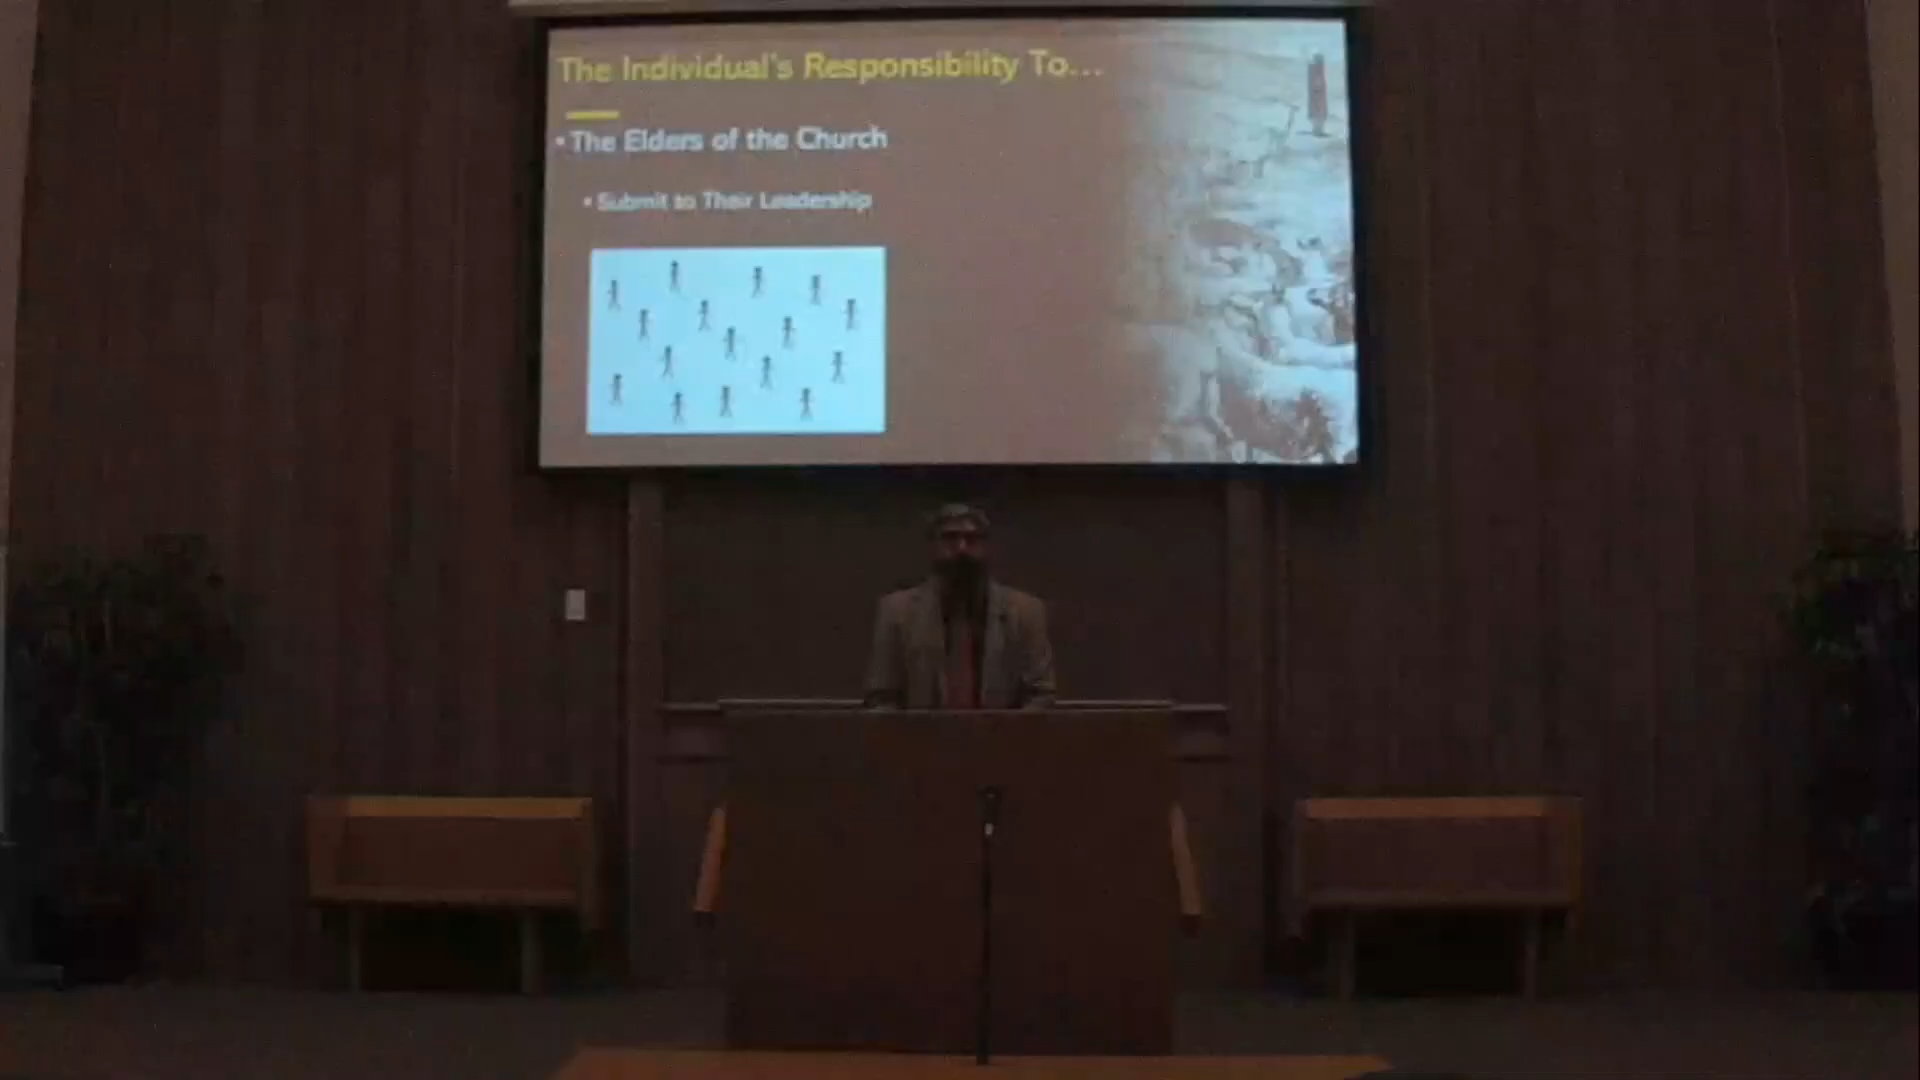 The Individual's Responsibility To...
• The Elders of the Church
• Submit to Their Leadership